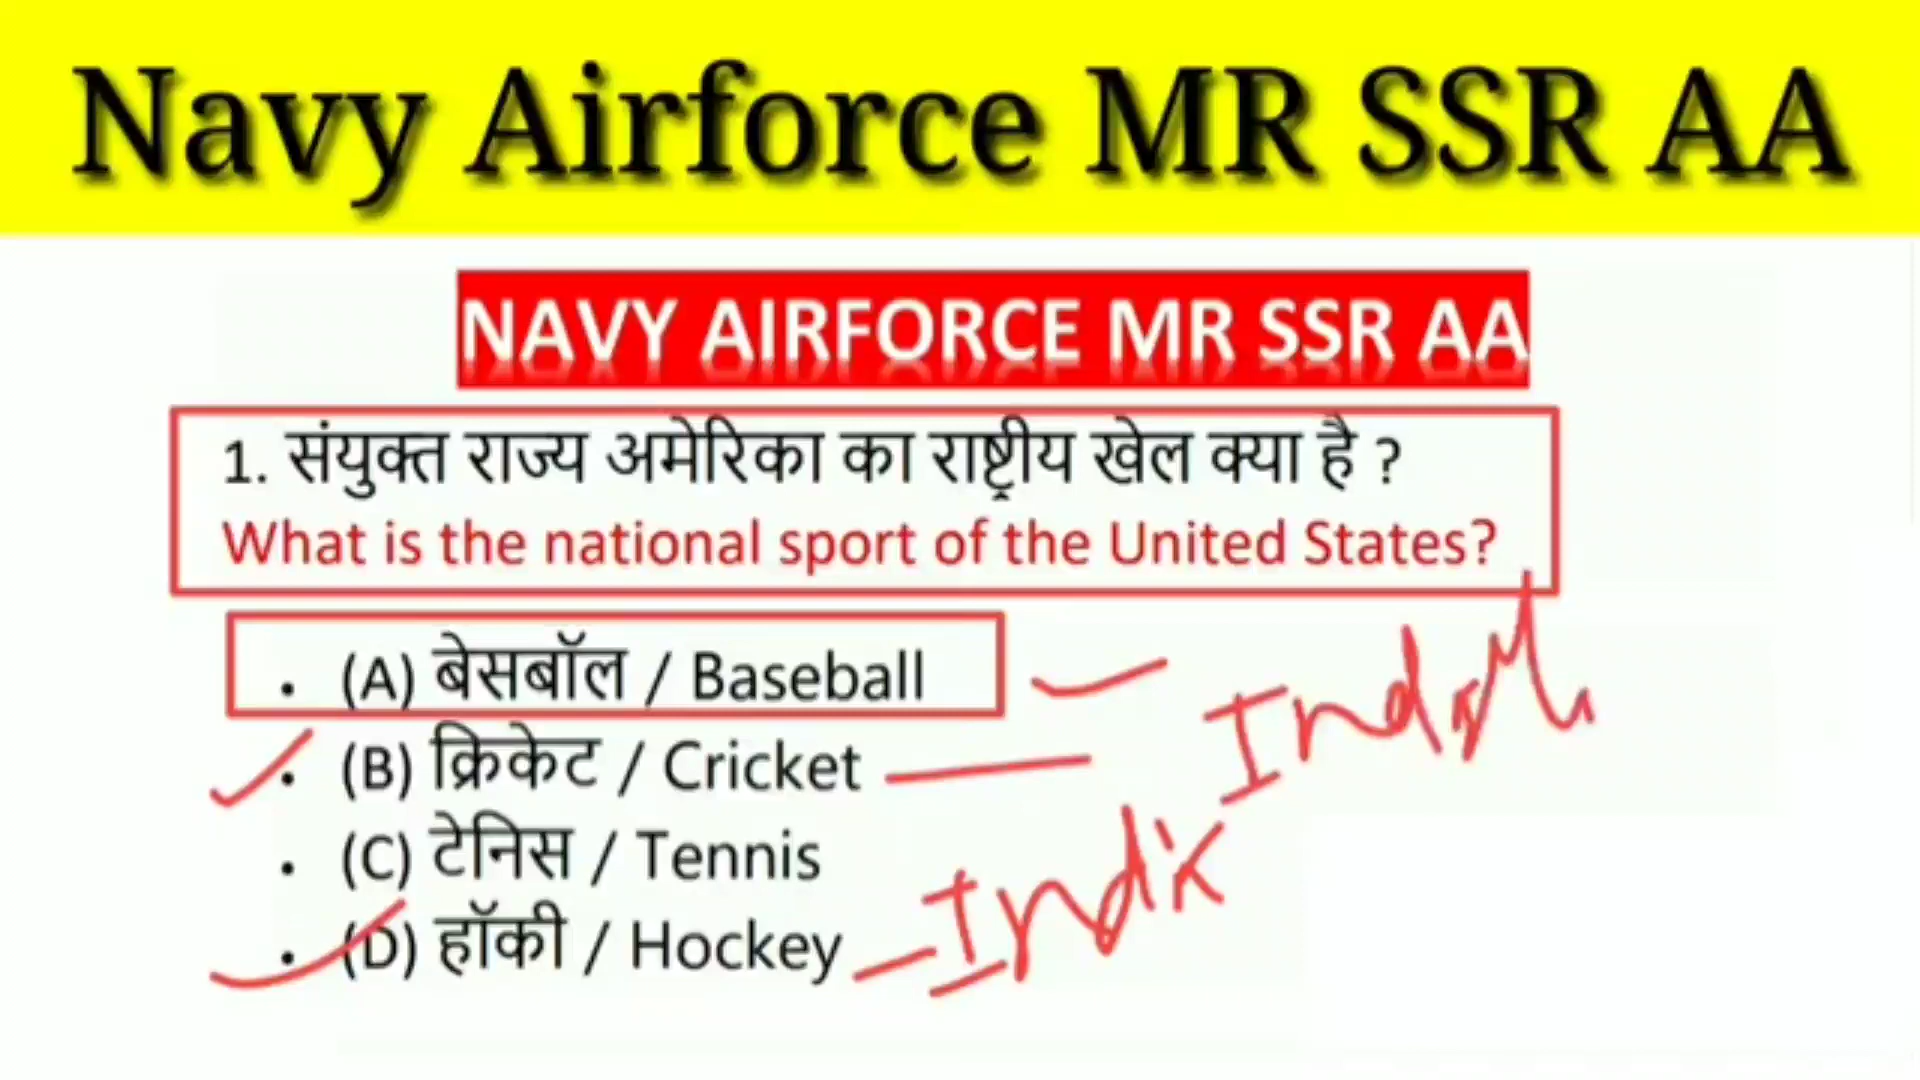 Navy Airforce MR SSR AA
NAVY AIRFORCE MR SSR AA
1. संयुक्त राज्य अमेरिका का राष्ट्रीय खेल क्या है ?
What is the national sport of the United States?
• (A) बेसबॉल / Baseball
• (B) क्रिकेट / Cricket
• (C) टेनिस / Tennis
• (D) हॉकी / Hockey